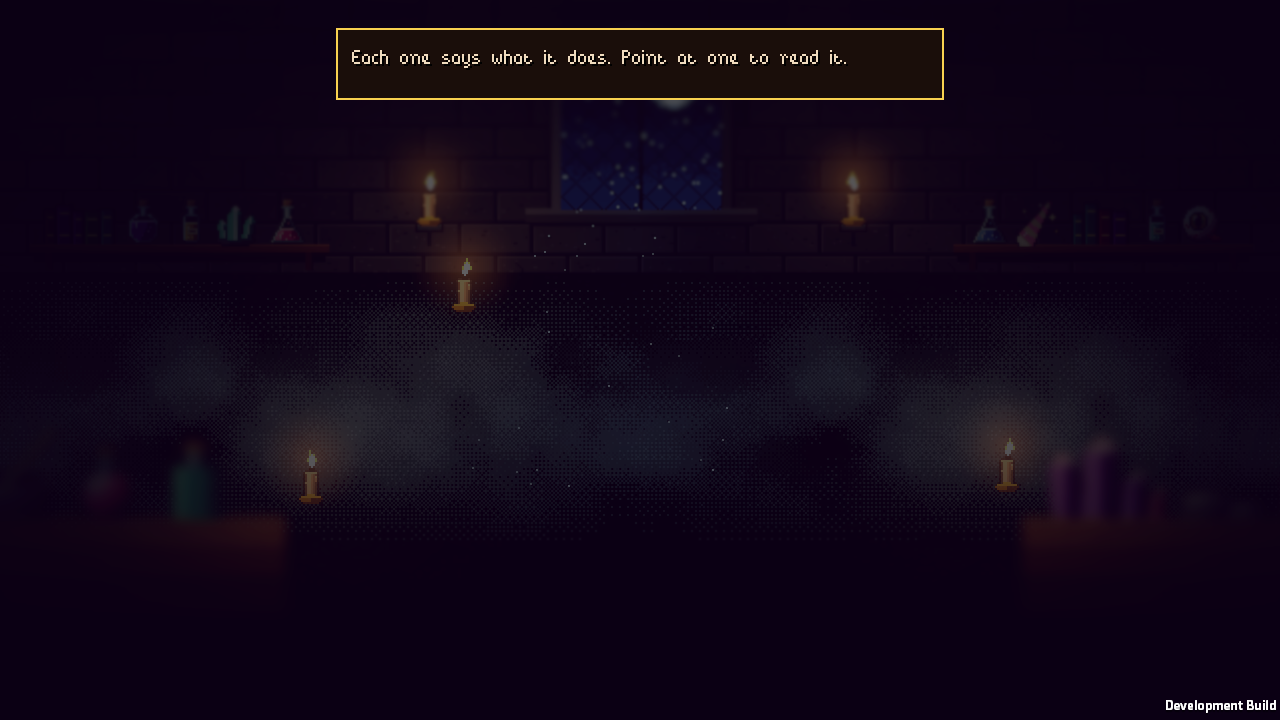 Each one says what it does. Point at one to read it.
Development Build